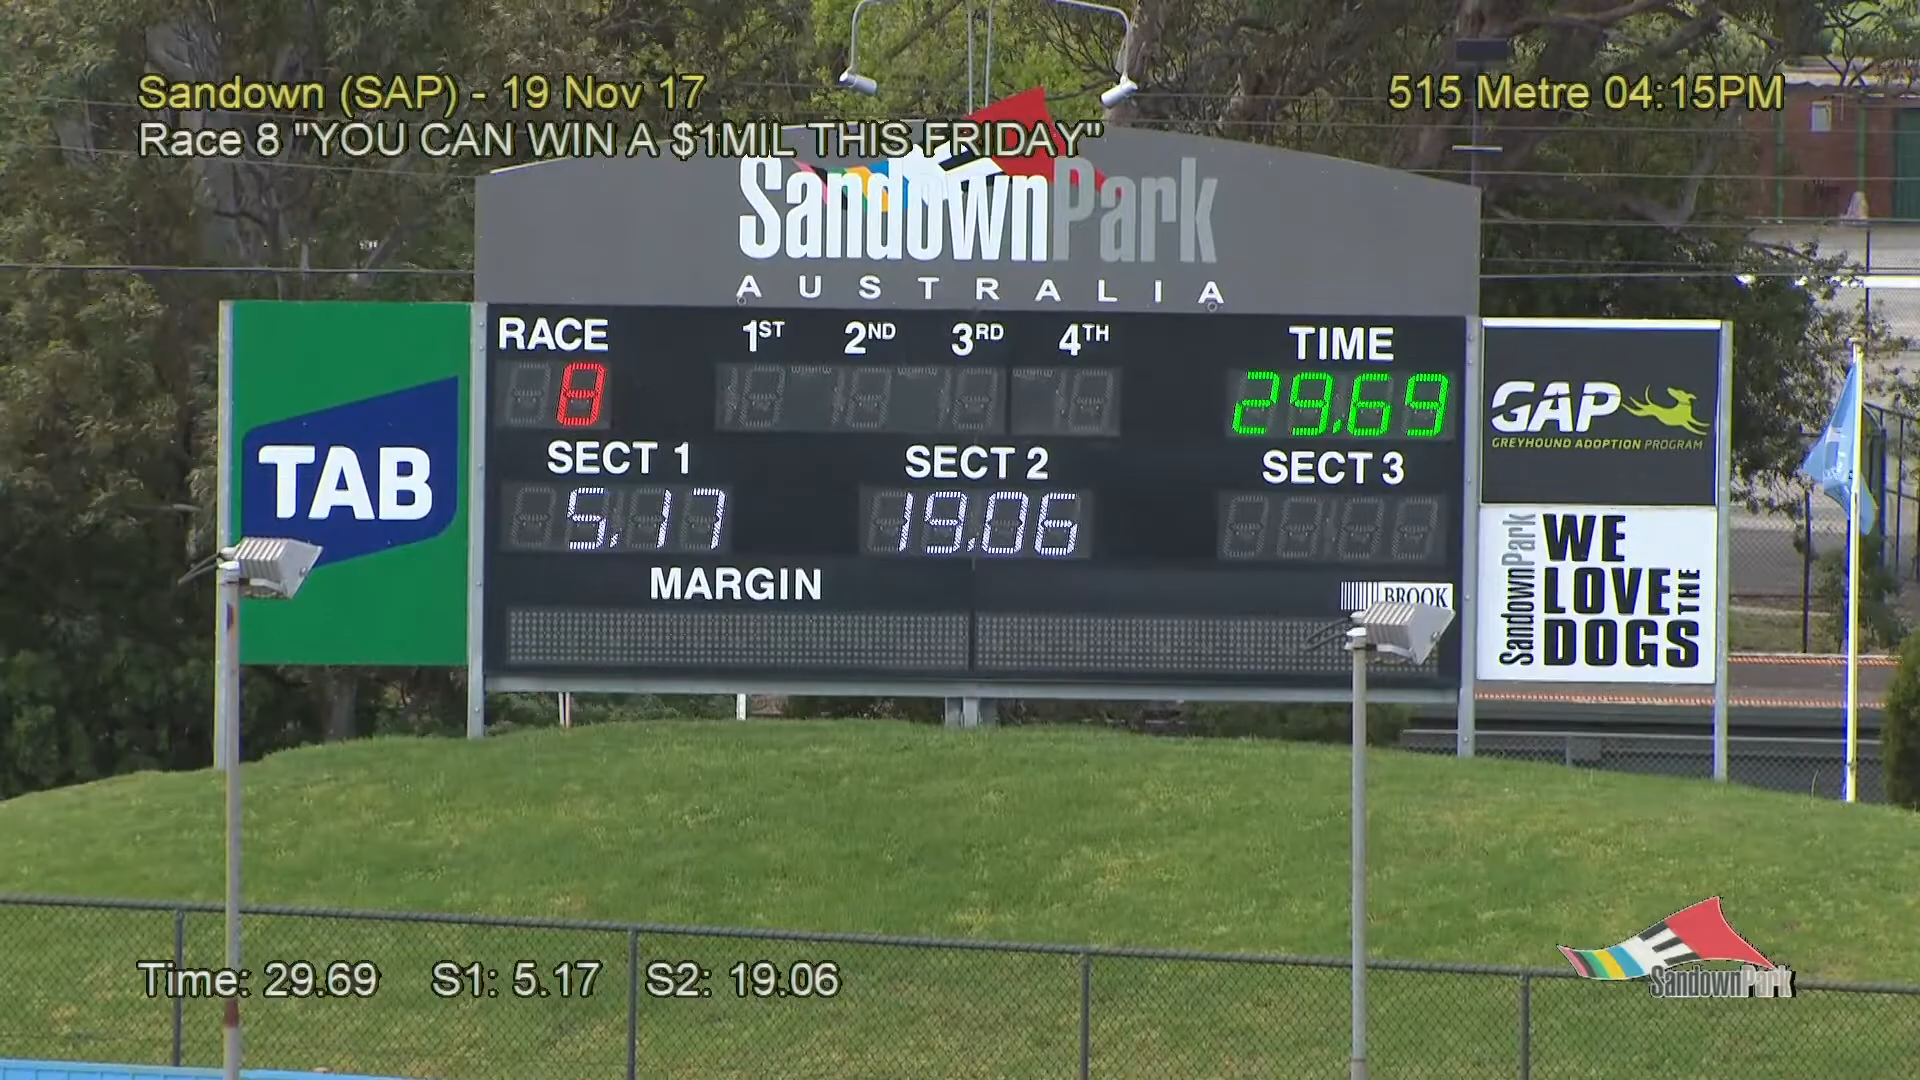 Sandown (SAP) - 19 Nov 17
515 Metre 04:15PM
Race 8 "YOU CAN WIN A $1MIL THIS FRIDAY"
SandownPark
AUSTRALIA
RACE 1ST 2ND 3RD 4TH TIME
8 29.69
SECT 1 SECT 2 SECT 3
5.17 19.06
MARGIN
BROOK
TAB
GAP
GREYHOUND ADOPTION PROGRAM
SandownPark
WE
LOVE THE
DOGS
Time: 29.69 S1: 5.17 S2: 19.06
SandownPark